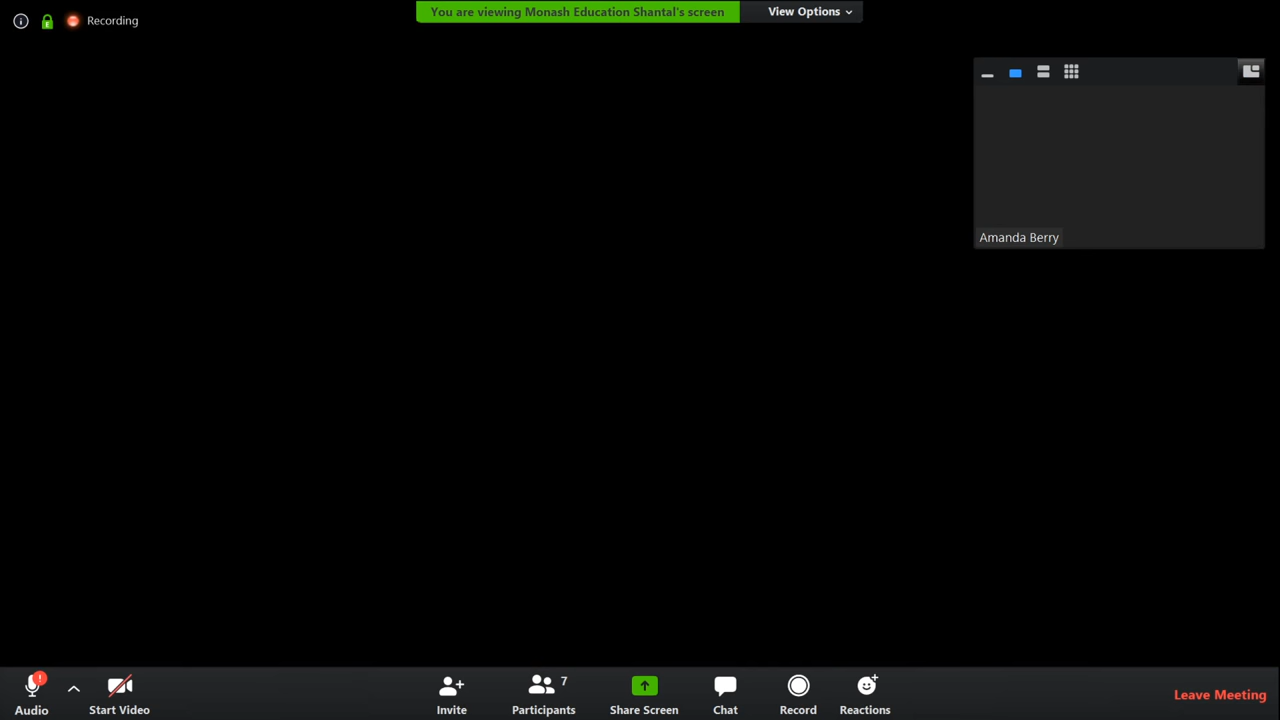 Recording
You are viewing Monash Education Shantal's screen
View Options
Amanda Berry
Audio
Start Video
Invite
Participants
7
Share Screen
Chat
Record
Reactions
Leave Meeting